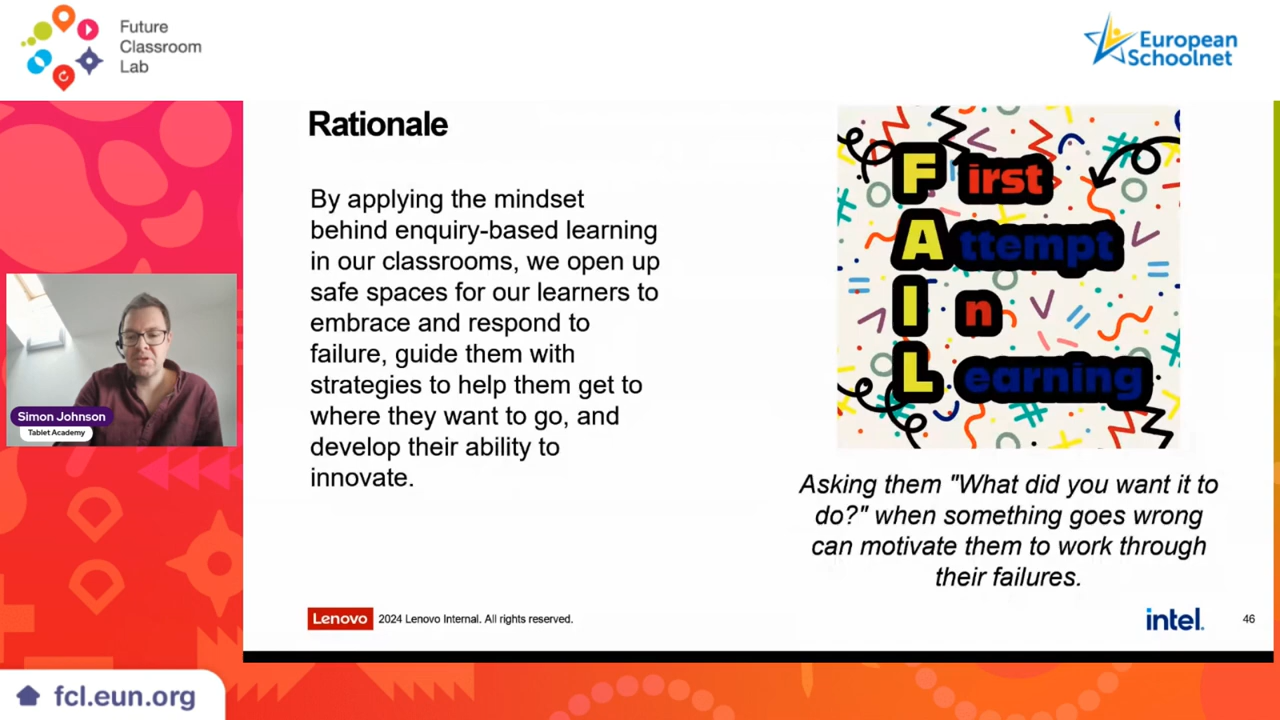 Future
Classroom
Lab
European
Schoolnet
Rationale
By applying the mindset
behind enquiry-based learning
in our classrooms, we open up
safe spaces for our learners to
embrace and respond to
failure, guide them with
strategies to help them get to
where they want to go, and
develop their ability to
innovate.
First
Attempt
In
Learning
Asking them "What did you want it to
do?" when something goes wrong
can motivate them to work through
their failures.
Simon Johnson
Tablet Academy
Lenovo 2024 Lenovo Internal. All rights reserved.
intel. 46
fcl.eun.org